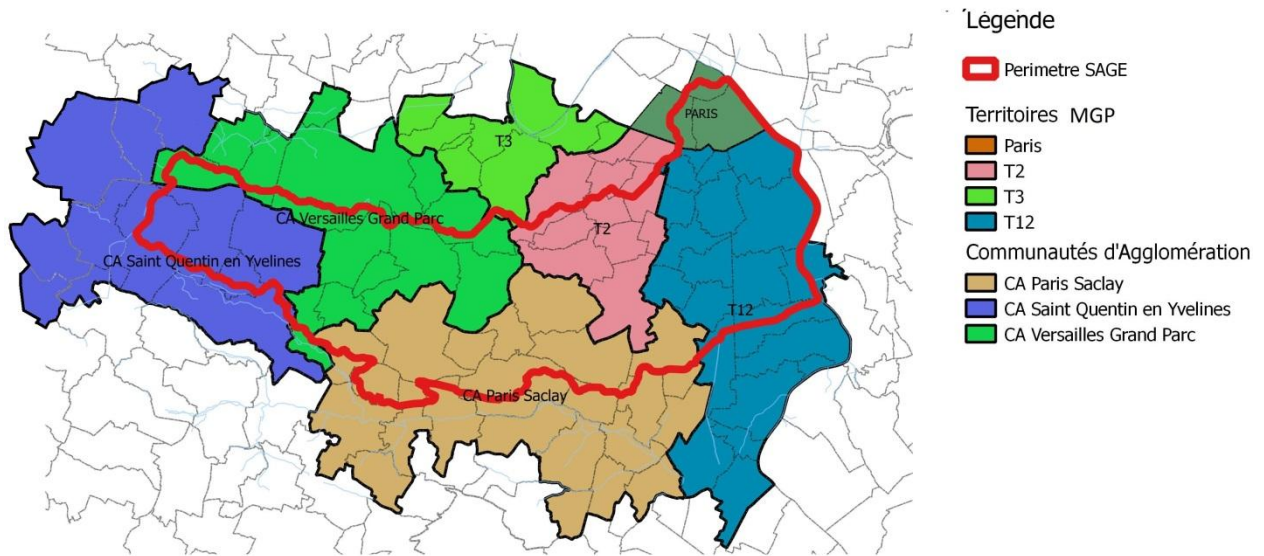 Légende
Perimetre SAGE
Territoires MGP
Paris
T2
T3
T12
Communautés d'Agglomération
CA Paris Saclay
CA Saint Quentin en Yvelines
CA Versailles Grand Parc
PARIS
T3
CA Versailles Grand Parc
T2
CA Saint Quentin en Yvelines
T12
CA Paris Saclay